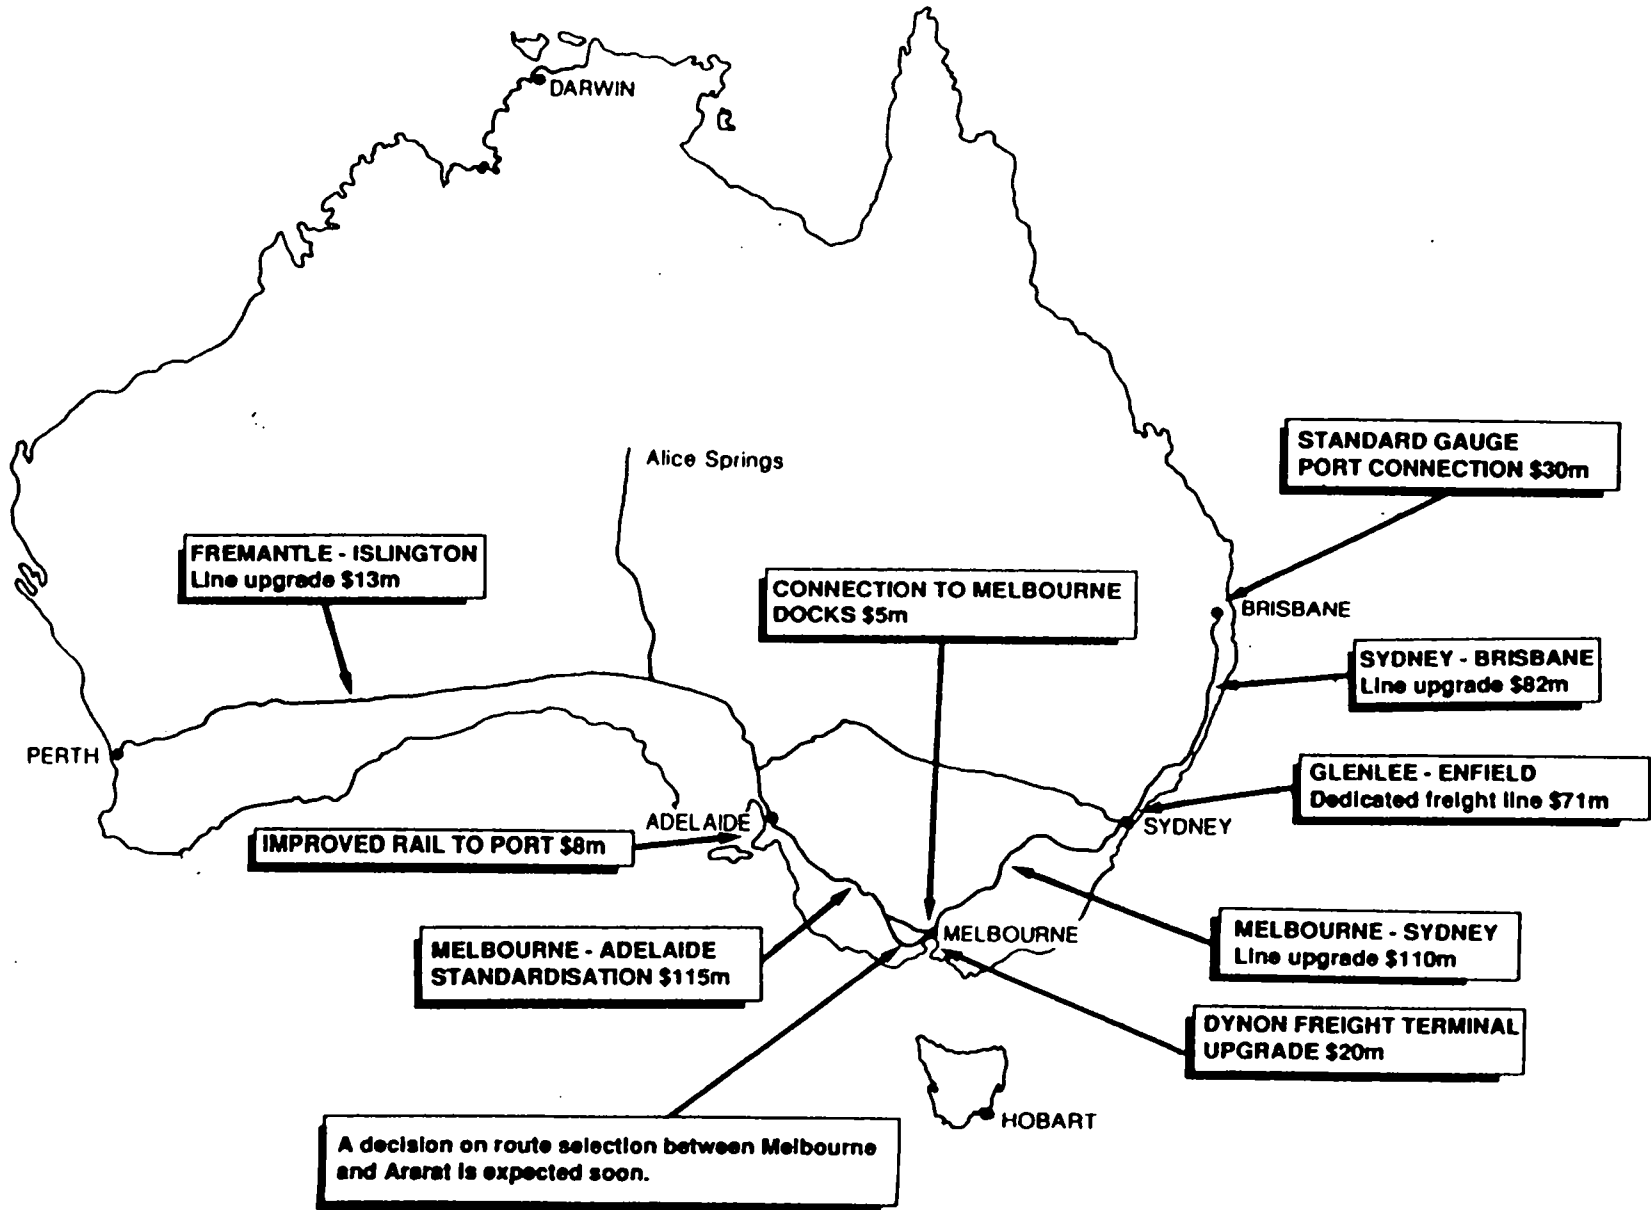 DARWIN
Alice Springs
STANDARD GAUGE
PORT CONNECTION $30m
FREMANTLE - ISLINGTON
Line upgrade $13m
CONNECTION TO MELBOURNE
DOCKS $5m
BRISBANE
SYDNEY - BRISBANE
Line upgrade $82m
PERTH
GLENLEE - ENFIELD
Dedicated freight line $71m
ADELAIDE
SYDNEY
IMPROVED RAIL TO PORT $8m
MELBOURNE - ADELAIDE
STANDARDISATION $115m
MELBOURNE
MELBOURNE - SYDNEY
Line upgrade $110m
DYNON FREIGHT TERMINAL
UPGRADE $20m
HOBART
A decision on route selection between Melbourne
and Ararat is expected soon.